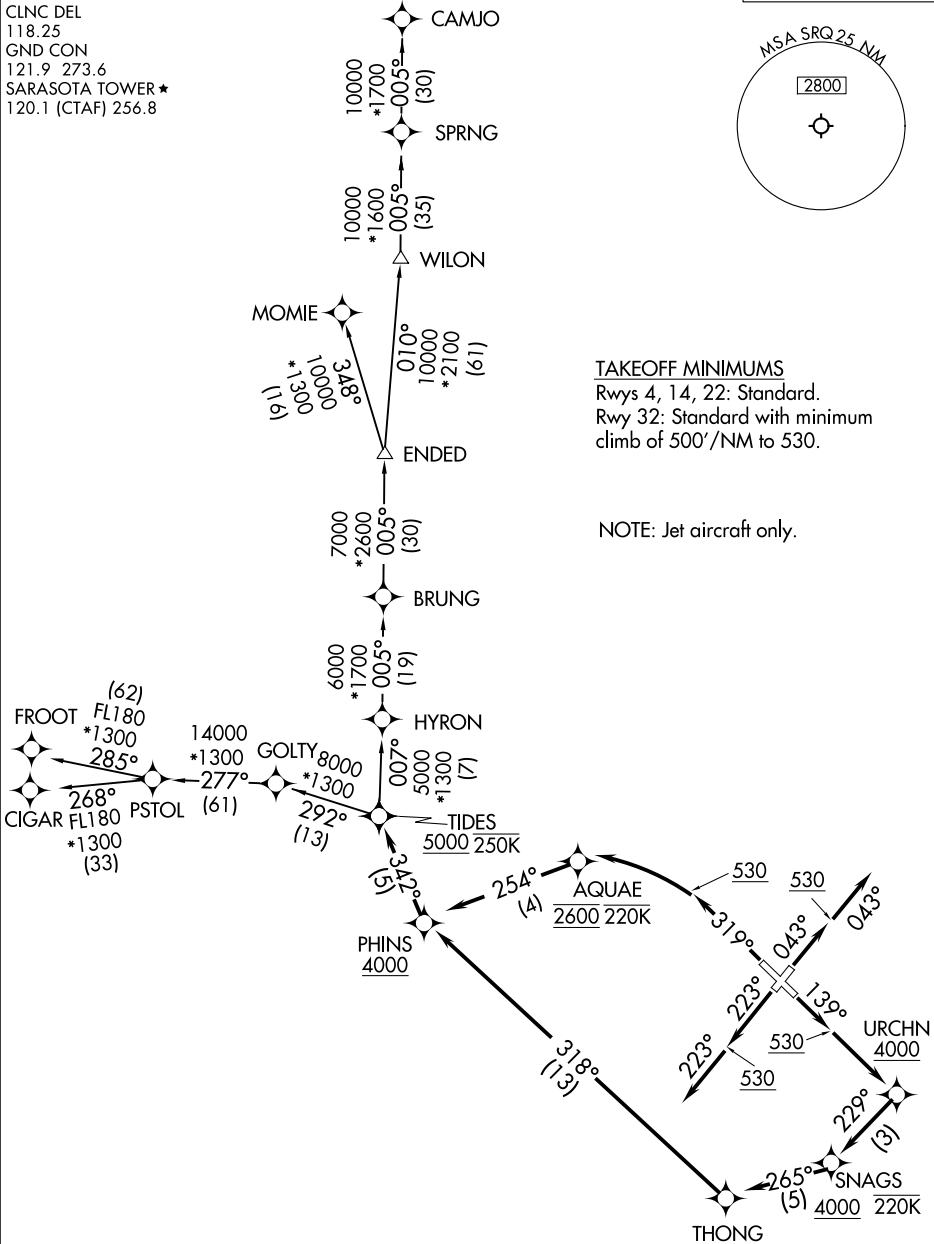 CLNC DEL
118.25
GND CON
121.9 273.6
SARASOTA TOWER★
120.1 (CTAF) 256.8
CAMJO
10000
*1700
005°
(30)
SPRNG
MSA SRQ 25 NM
2800
10000
*1600
005°
(35)
WILON
MOMIE
348°
10000
*1300
(16)
010°
10000
*2100
(61)
ENDED
TAKEOFF MINIMUMS
Rwys 4, 14, 22: Standard.
Rwy 32: Standard with minimum
climb of 500'/NM to 530.
NOTE: Jet aircraft only.
7000
*2600
005°
(30)
BRUNG
6000
*1700
005°
(19)
HYRON
FROOT
(62)
FL180
*1300
285°
CIGAR
268°
FL180
*1300
(33)
PSTOL
14000
*1300
277°
(61)
GOLTY
8000
*1300
292°
(13)
007°
5000
*1300
(7)
TIDES
5000 250K
342°
(5)
PHINS
4000
254°
(4)
AQUAE
2600 220K
530
319°
530
043°
043°
223°
223°
530
139°
530
URCHN
4000
229°
(3)
SNAGS
4000 220K
265°
(5)
THONG
318°
(13)